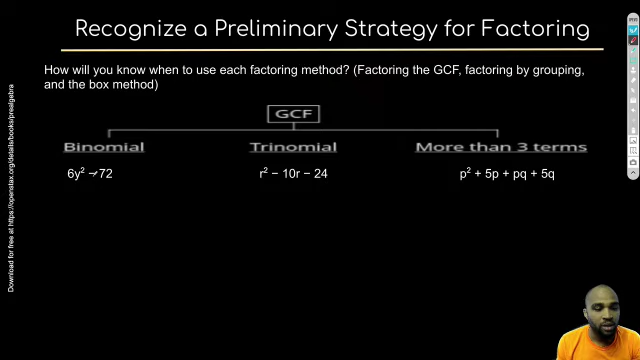 Recognize a Preliminary Strategy for Factoring
How will you know when to use each factoring method? (Factoring the GCF, factoring by grouping,
and the box method)
GCF
Binomial Trinomial More than 3 terms
6y² − 72 r² − 10r − 24 p² + 5p + pq + 5q
Download for free at https://openstax.org/details/books/prealgebra